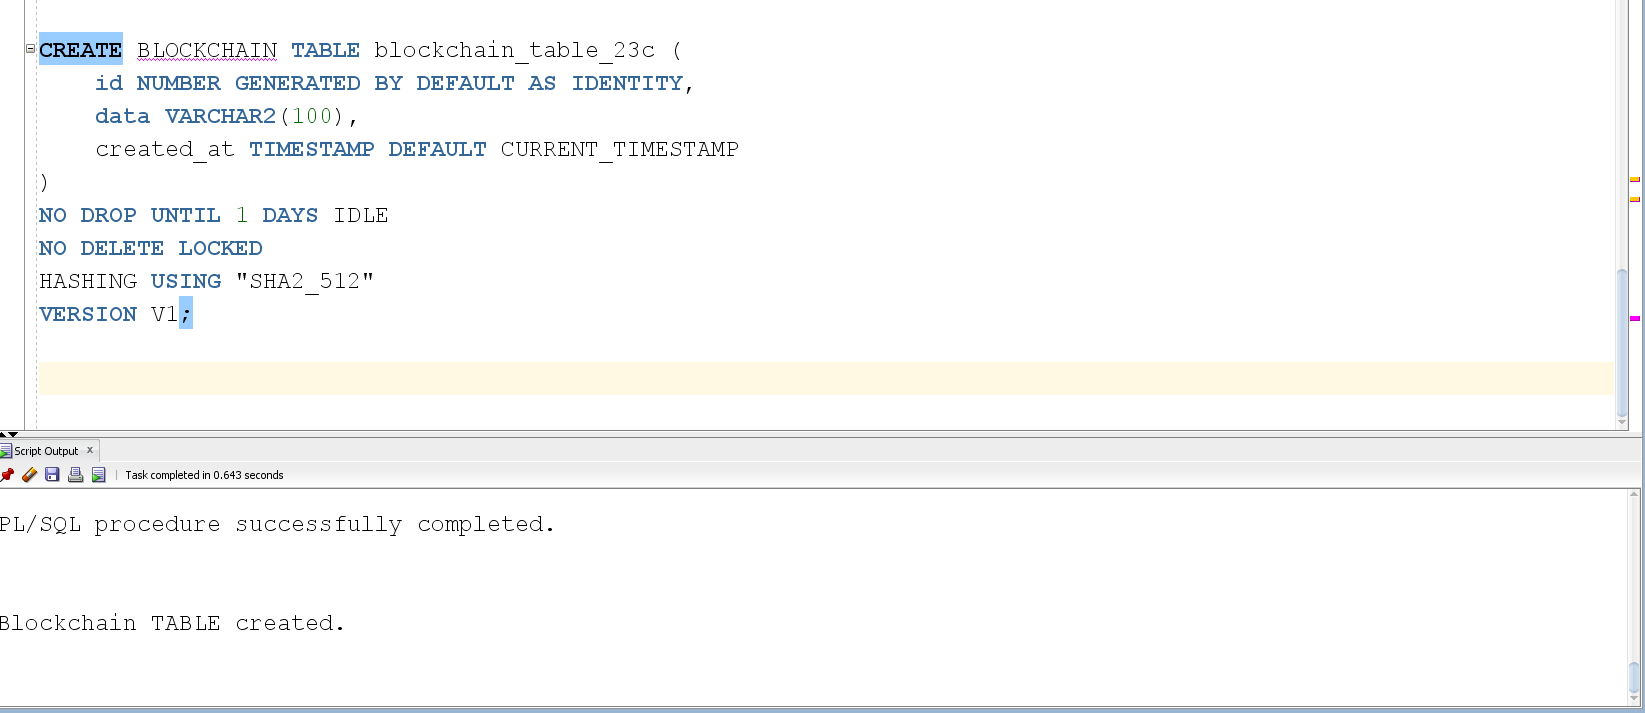 CREATE BLOCKCHAIN TABLE blockchain_table_23c (
    id NUMBER GENERATED BY DEFAULT AS IDENTITY,
    data VARCHAR2(100),
    created_at TIMESTAMP DEFAULT CURRENT_TIMESTAMP
)
NO DROP UNTIL 1 DAYS IDLE
NO DELETE LOCKED
HASHING USING "SHA2_512"
VERSION V1;
Script Output x
Task completed in 0.643 seconds
PL/SQL procedure successfully completed.
Blockchain TABLE created.